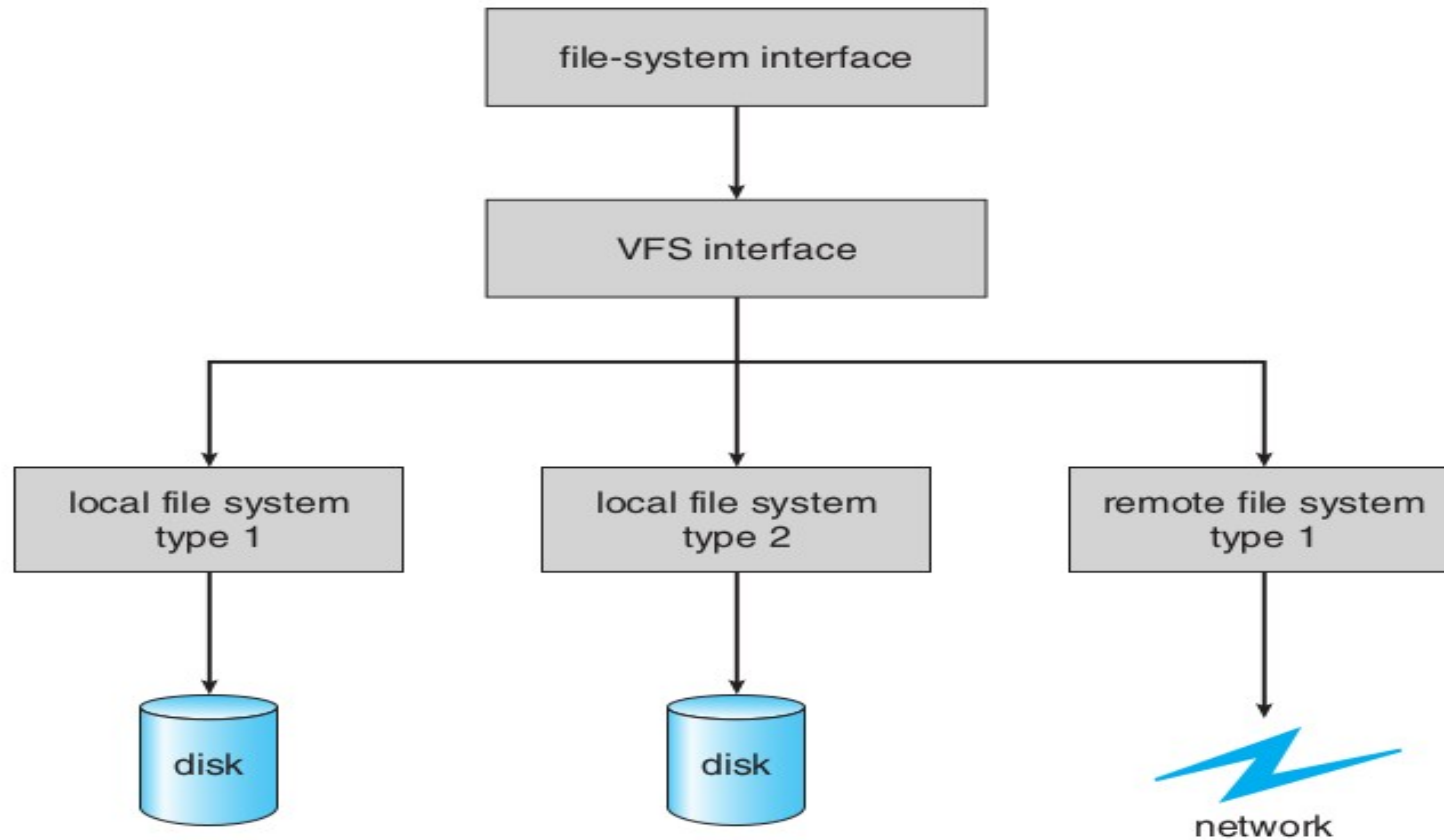 file-system interface
VFS interface
local file system
type 1
local file system
type 2
remote file system
type 1
disk
disk
network